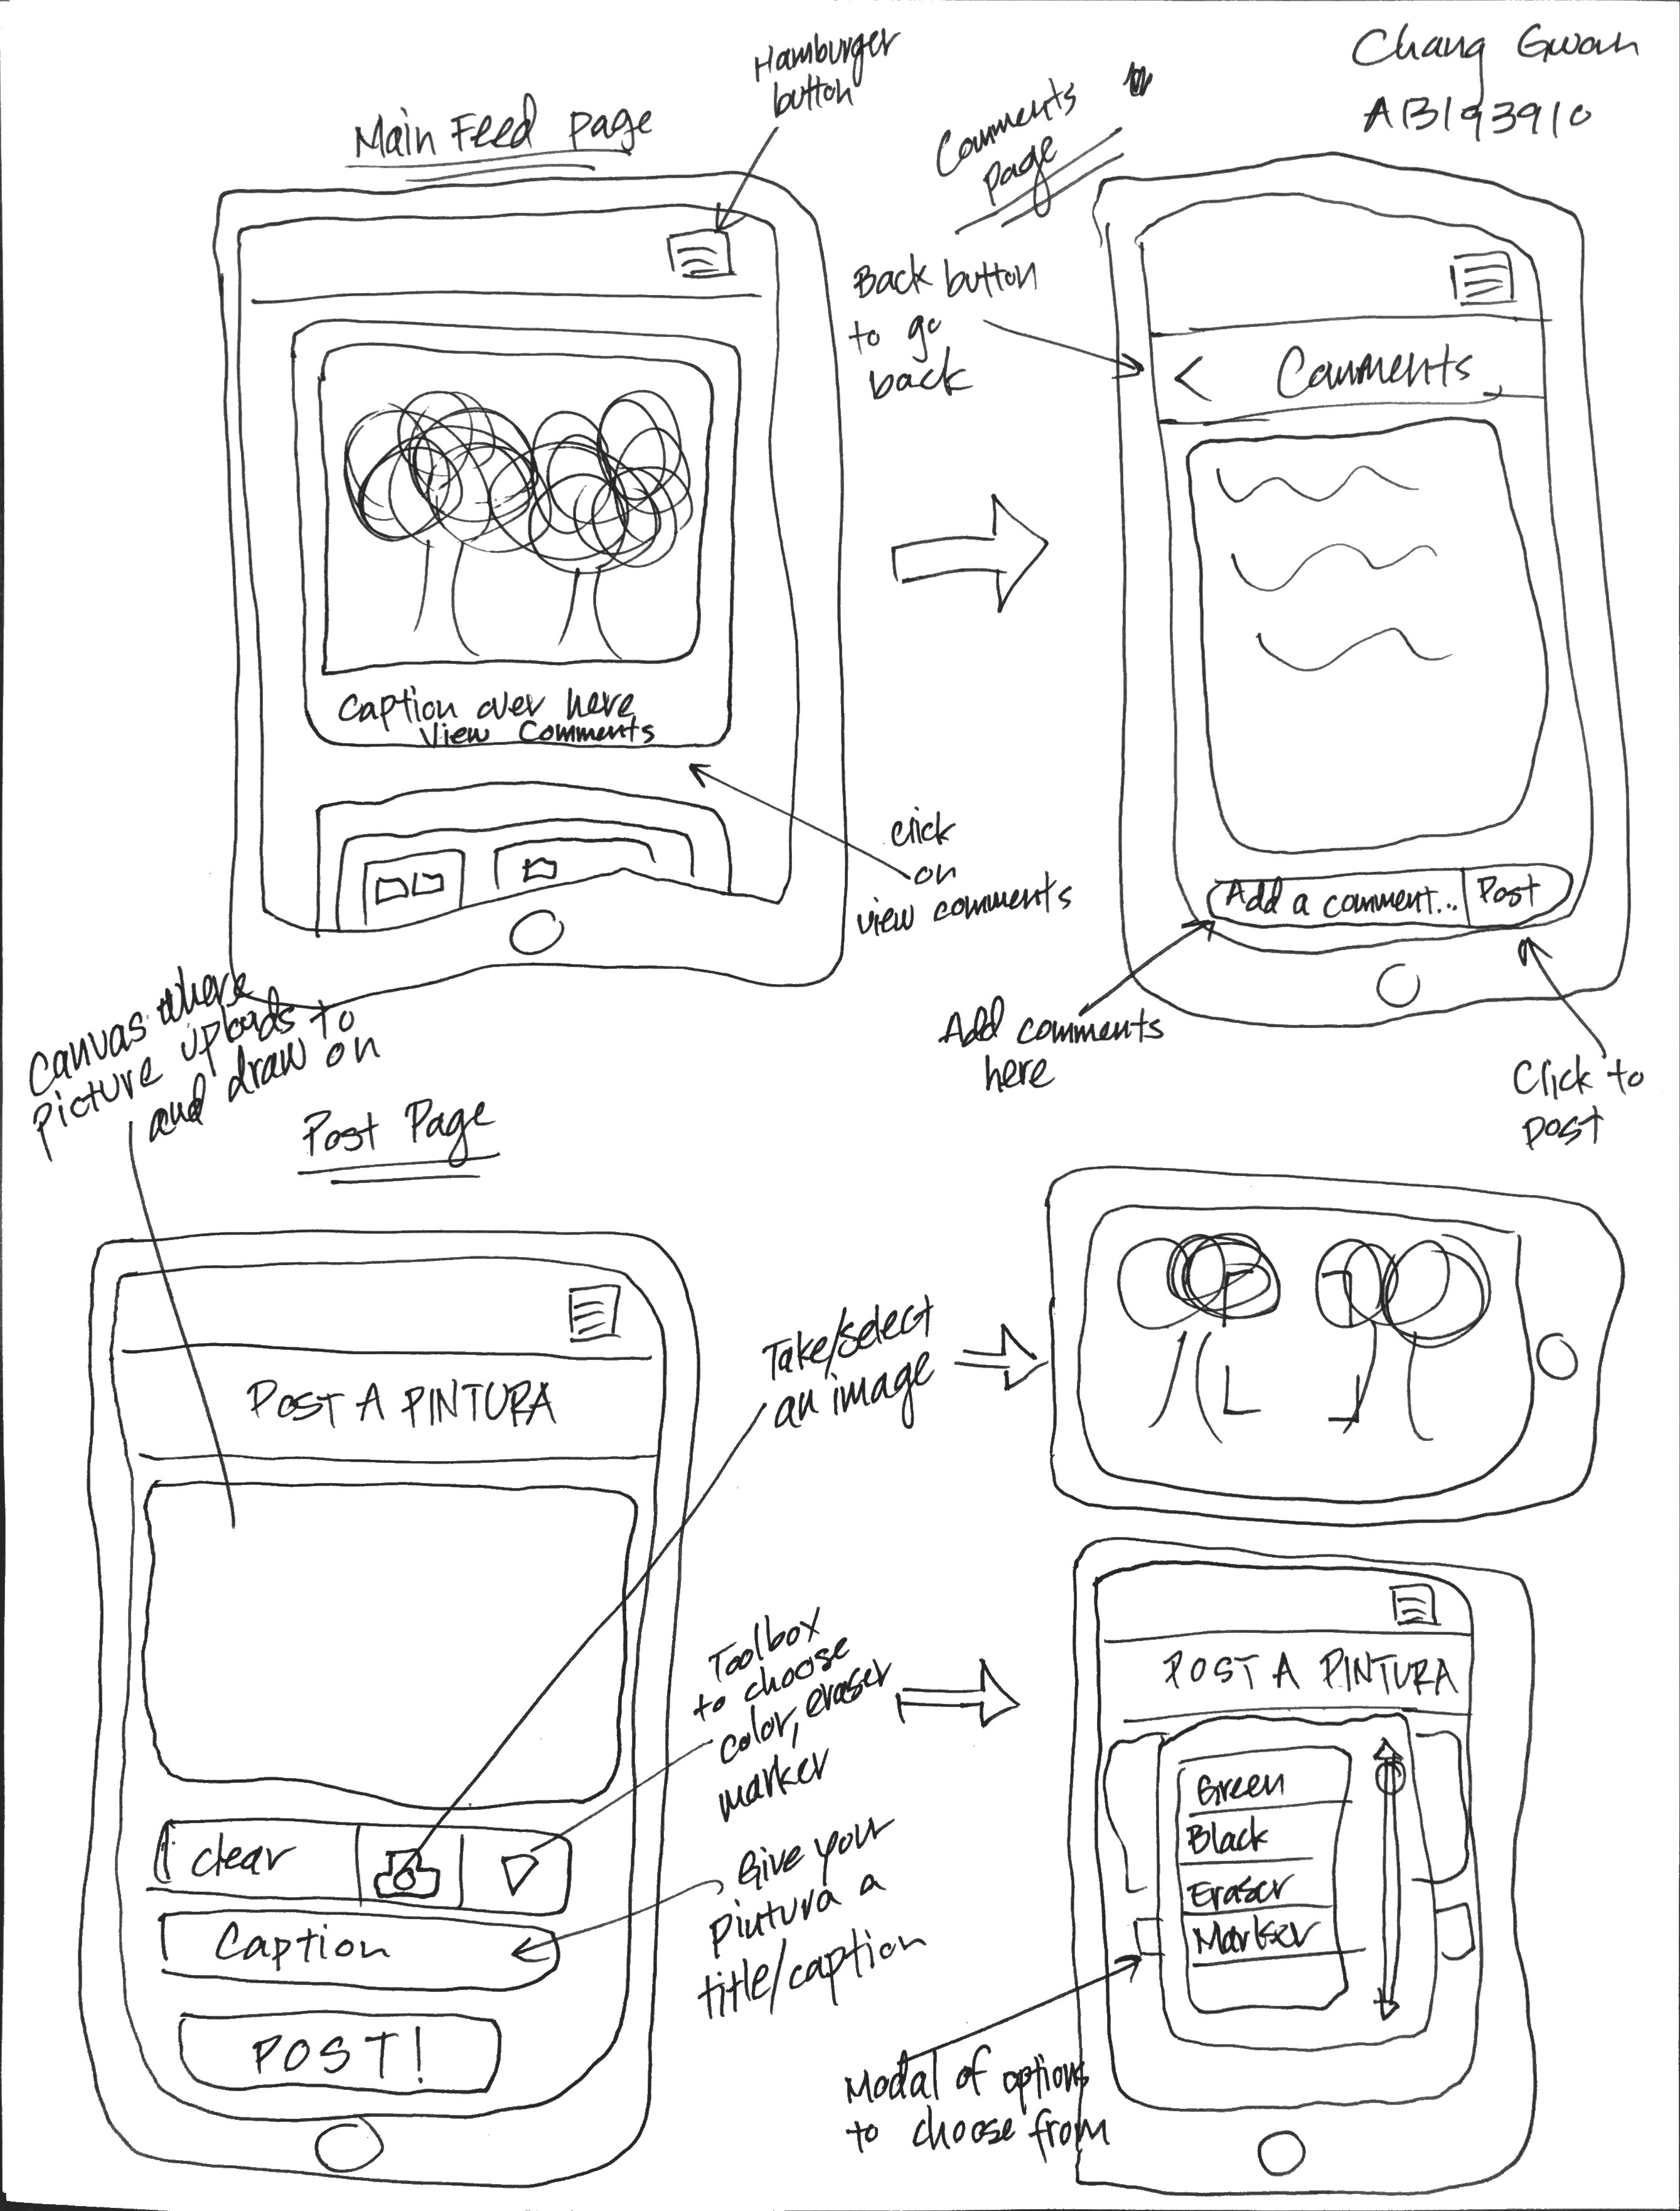 Chang Gwan
AB193910
Hamburger
button
Main Feed Page
Comments
Page
Back button
to go
back
< Comments
Caption over here
View Comments
click
on
view comments
Add a comment... Post
Add comments
here
Click to
post
Canvas where
picture uploads to
and draw on
Post Page
POST A PINTURA
Take/select
an image
Toolbox
to choose
color, eraser
marker
clear
Caption
Give your
pintura a
title/caption
POST!
POST A PINTURA
Green
Black
Eraser
Marker
Modal of options
to choose from